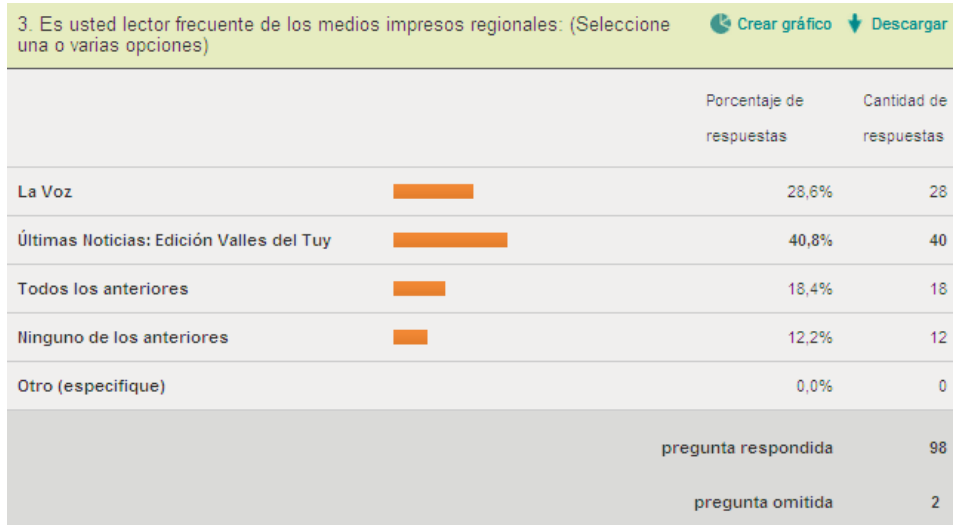 3. Es usted lector frecuente de los medios impresos regionales: (Seleccione
una o varias opciones)
Crear gráfico Descargar
Porcentaje de
respuestas
Cantidad de
respuestas
La Voz 28,6% 28
Últimas Noticias: Edición Valles del Tuy 40,8% 40
Todos los anteriores 18,4% 18
Ninguno de los anteriores 12,2% 12
Otro (especifique) 0,0% 0
pregunta respondida 98
pregunta omitida 2